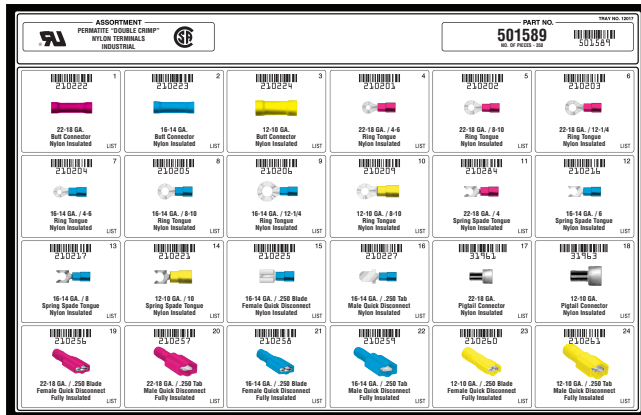 ASSORTMENT
PERMATITE "DOUBLE CRIMP"
NYLON TERMINALS
INDUSTRIAL
TRAY NO. 12017
PART NO.
501589
NO. OF PIECES - 350
501589
1
210222
22-18 GA.
Butt Connector
Nylon Insulated
LIST
2
210223
16-14 GA.
Butt Connector
Nylon Insulated
LIST
3
210224
12-10 GA.
Butt Connector
Nylon Insulated
LIST
4
210201
22-18 GA. / 4-6
Ring Tongue
Nylon Insulated
LIST
5
210202
22-18 GA. / 8-10
Ring Tongue
Nylon Insulated
LIST
6
210203
22-18 GA. / 12-1/4
Ring Tongue
Nylon Insulated
LIST
7
210204
16-14 GA. / 4-6
Ring Tongue
Nylon Insulated
LIST
8
210205
16-14 GA. / 8-10
Ring Tongue
Nylon Insulated
LIST
9
210206
16-14 GA. / 12-1/4
Ring Tongue
Nylon Insulated
LIST
10
210209
12-10 GA. / 8-10
Ring Tongue
Nylon Insulated
LIST
11
210284
22-18 GA. / 4
Spring Spade Tongue
Nylon Insulated
LIST
12
210216
16-14 GA. / 6
Spring Spade Tongue
Nylon Insulated
LIST
13
210217
16-14 GA. / 8
Spring Spade Tongue
Nylon Insulated
LIST
14
210221
12-10 GA. / 10
Spring Spade Tongue
Nylon Insulated
LIST
15
210225
16-14 GA. / .250 Blade
Female Quick Disconnect
Nylon Insulated
LIST
16
210227
16-14 GA. / .250 Tab
Male Quick Disconnect
Nylon Insulated
LIST
17
31961
22-18 GA.
Pigtail Connector
Nylon Insulated
LIST
18
31963
12-10 GA.
Pigtail Connector
Nylon Insulated
LIST
19
210256
22-18 GA. / .250 Blade
Female Quick Disconnect
Fully Insulated
LIST
20
210257
22-18 GA. / .250 Tab
Male Quick Disconnect
Fully Insulated
LIST
21
210258
16-14 GA. / .250 Blade
Female Quick Disconnect
Fully Insulated
LIST
22
210259
16-14 GA. / .250 Tab
Male Quick Disconnect
Fully Insulated
LIST
23
210260
12-10 GA. / .250 Blade
Female Quick Disconnect
Fully Insulated
LIST
24
210261
12-10 GA. / .250 Tab
Male Quick Disconnect
Fully Insulated
LIST